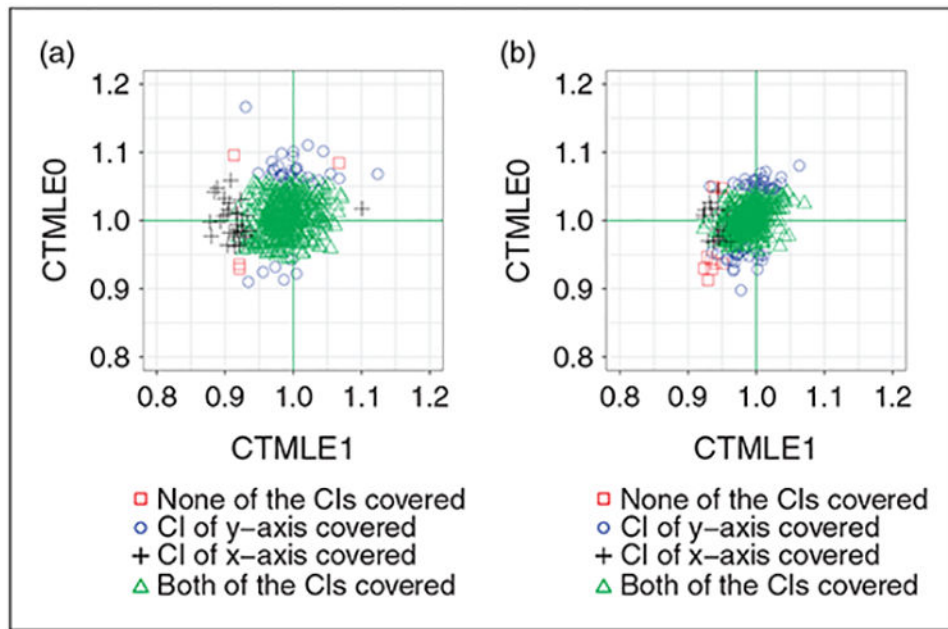 (a)
CTMLE0
1.2
1.1
1.0
0.9
0.8
0.8 0.9 1.0 1.1 1.2
CTMLE1
None of the CIs covered
CI of y-axis covered
CI of x-axis covered
Both of the CIs covered
(b)
CTMLE0
1.2
1.1
1.0
0.9
0.8
0.8 0.9 1.0 1.1 1.2
CTMLE1
None of the CIs covered
CI of y-axis covered
CI of x-axis covered
Both of the CIs covered